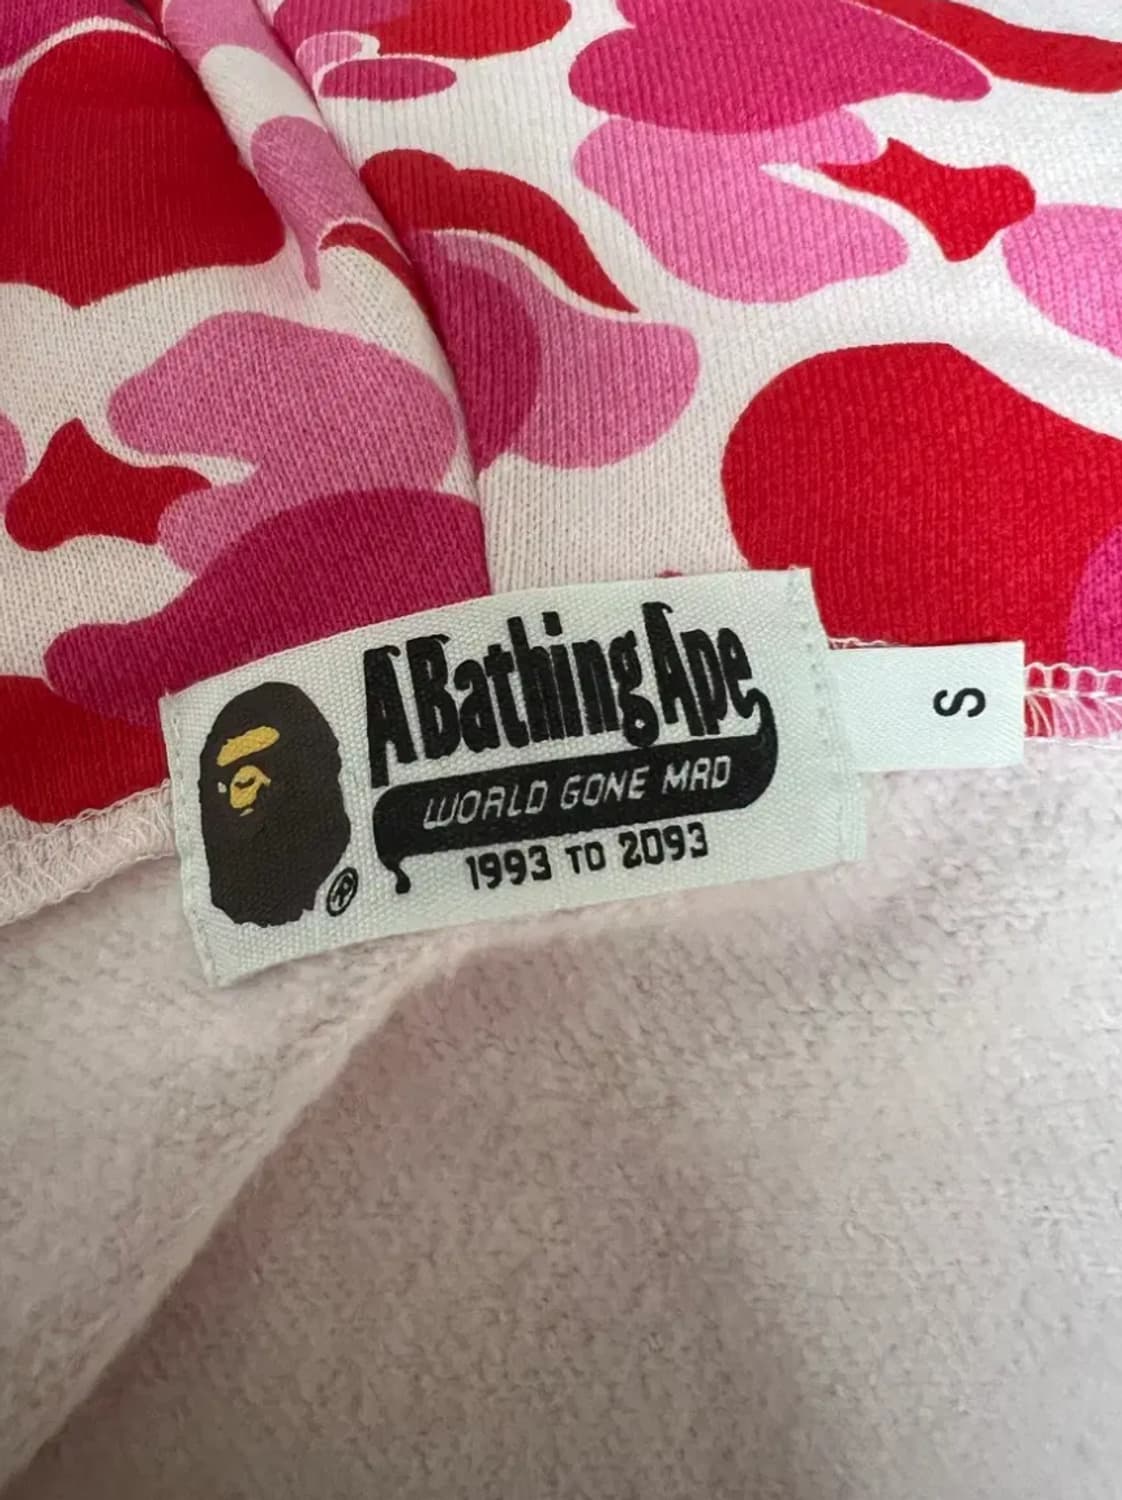 A Bathing Ape
WORLD GONE MAD
1993 TO 2093
®
S